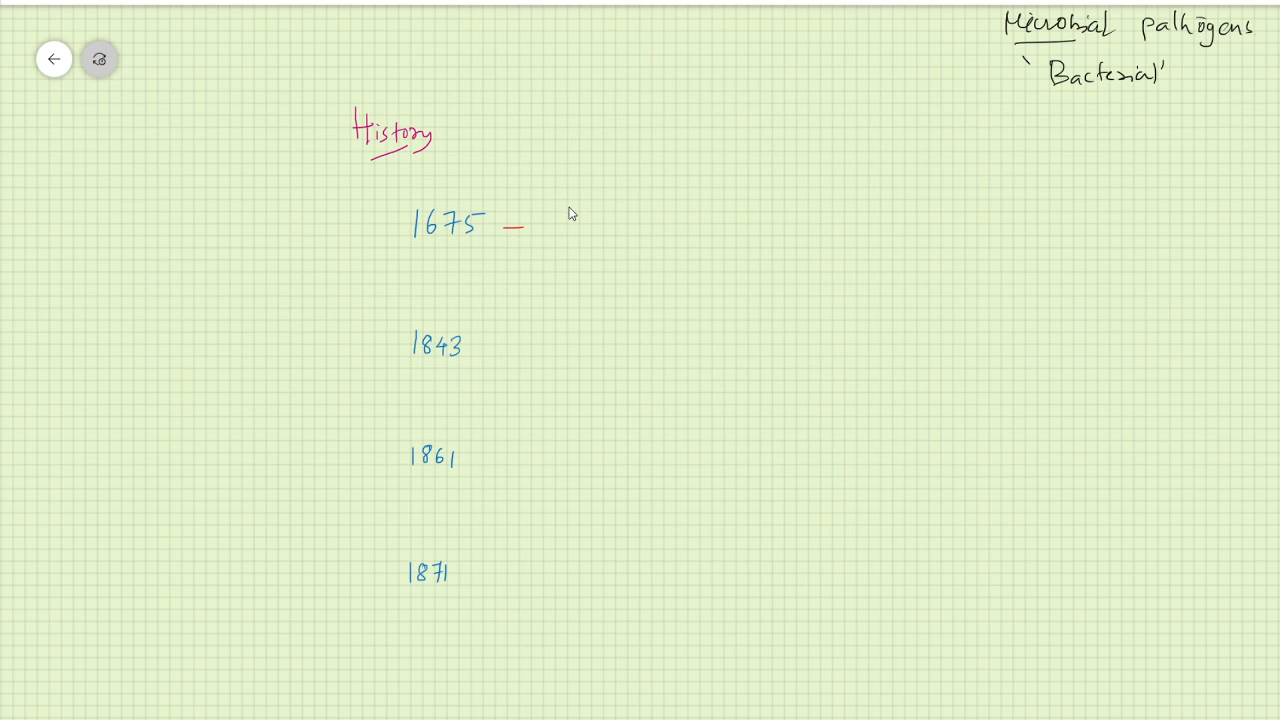 Microbial pathogens
` Bacterial'
History
1675 —
1843
1861
1871